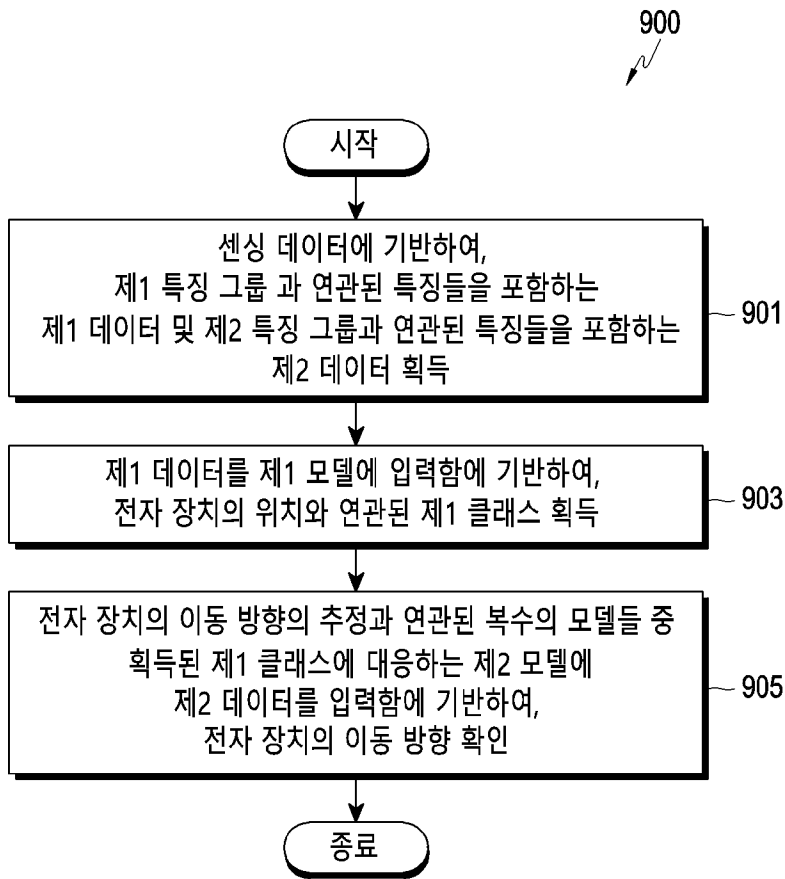 900
시작
센싱 데이터에 기반하여,
제1 특징 그룹 과 연관된 특징들을 포함하는
제1 데이터 및 제2 특징 그룹과 연관된 특징들을 포함하는
제2 데이터 획득
901
제1 데이터를 제1 모델에 입력함에 기반하여,
전자 장치의 위치와 연관된 제1 클래스 획득
903
전자 장치의 이동 방향의 추정과 연관된 복수의 모델들 중
획득된 제1 클래스에 대응하는 제2 모델에
제2 데이터를 입력함에 기반하여,
전자 장치의 이동 방향 확인
905
종료